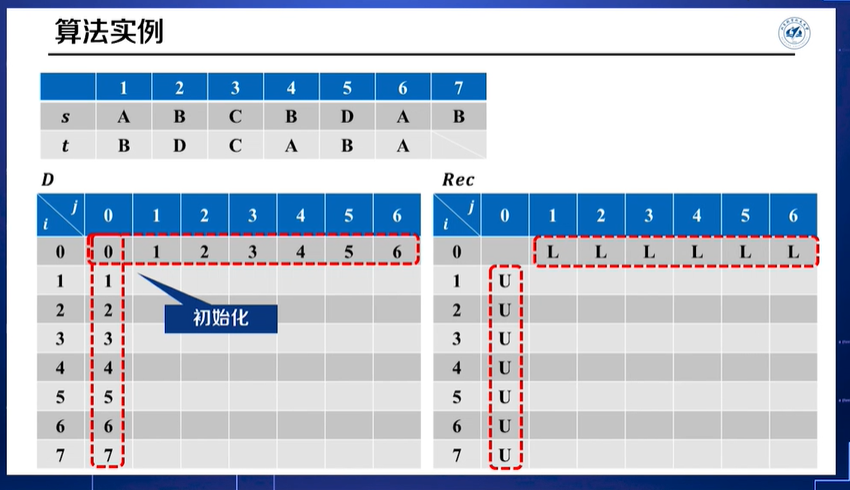 算法实例
1 2 3 4 5 6 7
s A B C B D A B
t B D C A B A
D
j i 0 1 2 3 4 5 6
0 0 1 2 3 4 5 6
1 1
2 2
初始化
3 3
4 4
5 5
6 6
7 7
Rec
j i 0 1 2 3 4 5 6
0 L L L L L L
1 U
2 U
3 U
4 U
5 U
6 U
7 U